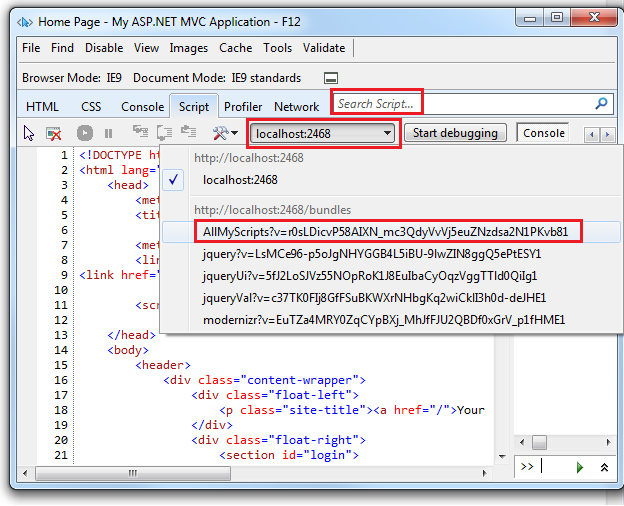 Home Page - My ASP.NET MVC Application - F12
File Find Disable View Images Cache Tools Validate
Browser Mode: IE9 Document Mode: IE9 standards
HTML CSS Console Script Profiler Network Search Script...
localhost:2468 Start debugging Console
http://localhost:2468
localhost:2468
http://localhost:2468/bundles
AllMyScripts?v=r0sLDicvP58AIXN_mc3QdyVvVj5euZNzdsa2N1PKvb81
jquery?v=LsMCe96-p5oJgNHYGGB4L5iBU-9IwZIN8ggQ5ePtESY1
jqueryUi?v=5fJ2LoSJVz55NOpRoK1J8EuIbaCyOqzVggTTId0QiIg1
jqueryVal?v=c37TK0FIj8GfFSuBKWXrNHbgKq2wiCkII3h0d-deJHE1
modernizr?v=EuTZa4MRY0ZqCYpBXj_MhJfFJU2QBDf0xGrV_p1fHME1
1 <!DOCTYPE ht
2 <html lang="
3 <head>
4 <met
5 <tit
6
7 <met
8 <lin
9 <link href="
10
11 <scr
12
13 </head>
14 <body>
15 <header>
16 <div class="content-wrapper">
17 <div class="float-left">
18 <p class="site-title"><a href="/">Your
19 </div>
20 <div class="float-right">
21 <section id="login">
>>